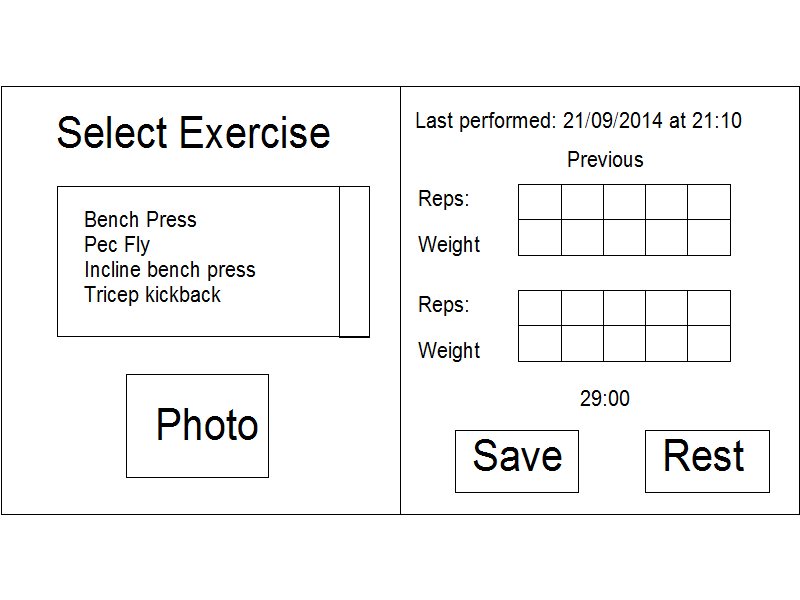 Select Exercise
Bench Press
Pec Fly
Incline bench press
Tricep kickback
Photo
Last performed: 21/09/2014 at 21:10
Previous
Reps:
Weight
Reps:
Weight
29:00
Save
Rest